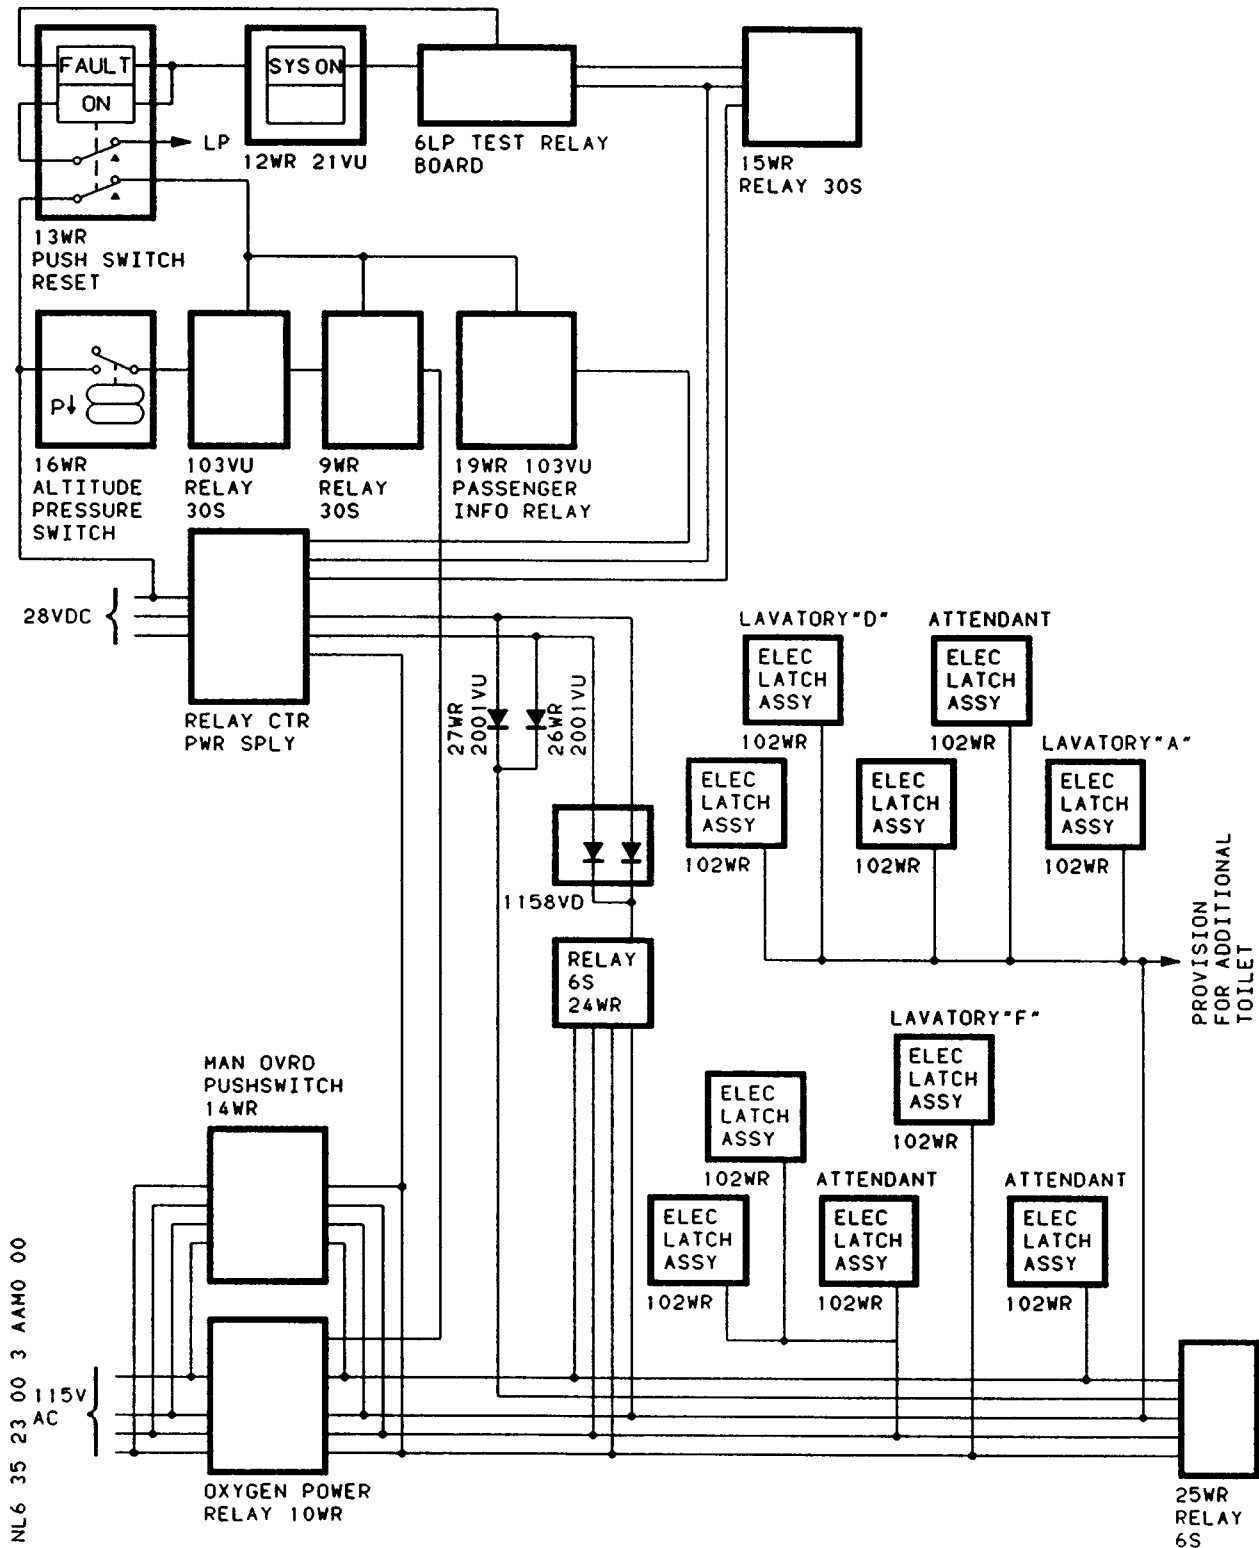 FAULT
ON
LP
13WR
PUSH SWITCH
RESET
SYS ON
12WR 21VU
6LP TEST RELAY
BOARD
15WR
RELAY 30S
P↓
16WR
ALTITUDE
PRESSURE
SWITCH
103VU
RELAY
30S
9WR
RELAY
30S
19WR 103VU
PASSENGER
INFO RELAY
28VDC {
RELAY CTR
PWR SPLY
27WR
2001VU
26WR
2001VU
1158VD
RELAY
6S
24WR
LAVATORY"D"
ELEC
LATCH
ASSY
102WR
ATTENDANT
ELEC
LATCH
ASSY
102WR
ELEC
LATCH
ASSY
102WR
ELEC
LATCH
ASSY
102WR
LAVATORY"A"
ELEC
LATCH
ASSY
102WR
PROVISION
FOR ADDITIONAL
TOILET
LAVATORY"F"
ELEC
LATCH
ASSY
102WR
ELEC
LATCH
ASSY
102WR
ELEC
LATCH
ASSY
102WR
ATTENDANT
ELEC
LATCH
ASSY
102WR
ATTENDANT
ELEC
LATCH
ASSY
102WR
MAN OVRD
PUSHSWITCH
14WR
115V
AC {
OXYGEN POWER
RELAY 10WR
25WR
RELAY
6S
NL6 35 23 00 3 AAM0 00